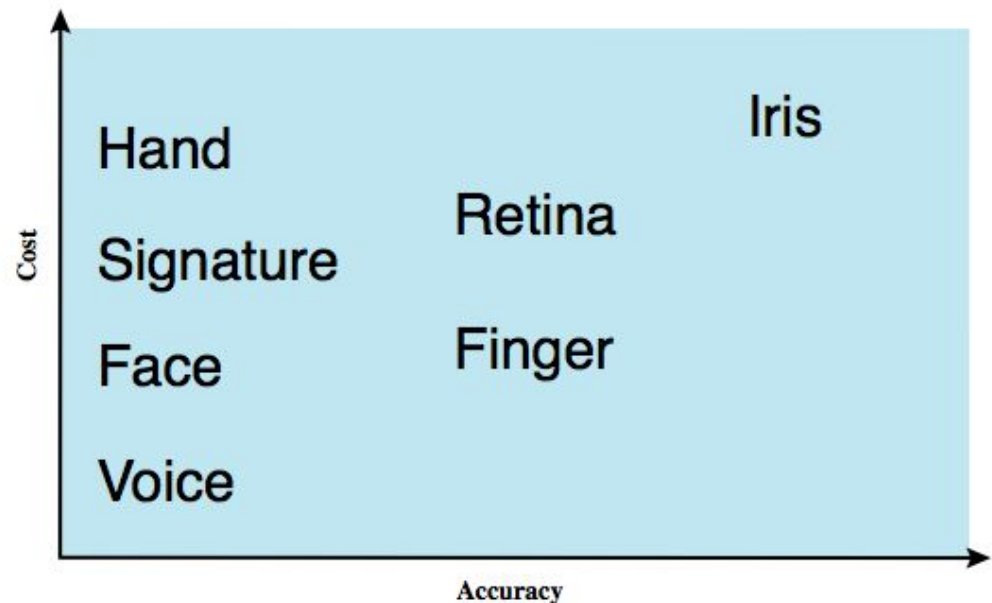 Iris
Hand
Retina
Signature
Finger
Face
Voice
Cost
Accuracy